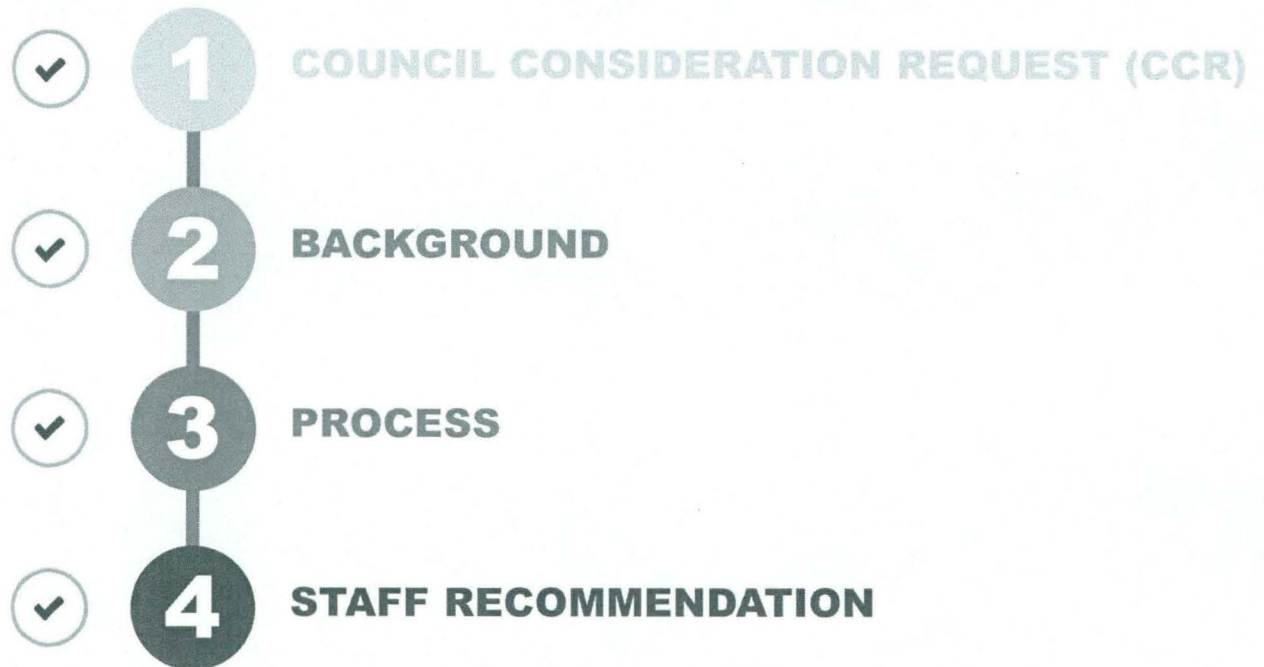 1 COUNCIL CONSIDERATION REQUEST (CCR)
2 BACKGROUND
3 PROCESS
4 STAFF RECOMMENDATION